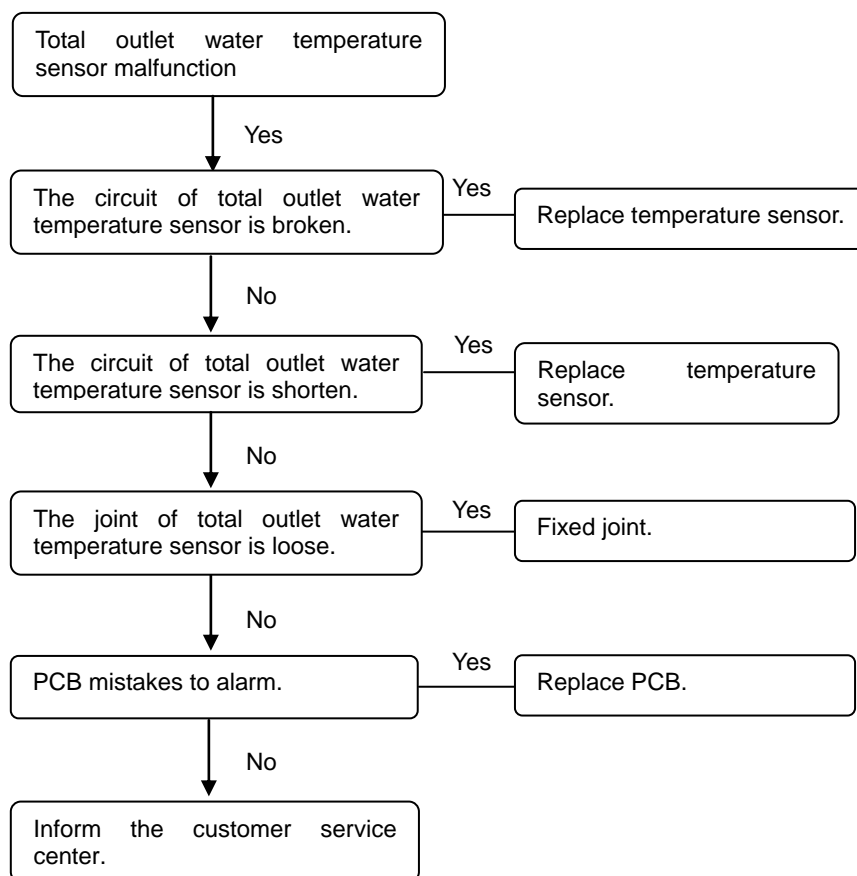 Total outlet water temperature
sensor malfunction
Yes
The circuit of total outlet water
temperature sensor is broken.
Yes
Replace temperature sensor.
No
The circuit of total outlet water
temperature sensor is shorten.
Yes
Replace temperature
sensor.
No
The joint of total outlet water
temperature sensor is loose.
Yes
Fixed joint.
No
PCB mistakes to alarm.
Yes
Replace PCB.
No
Inform the customer service
center.